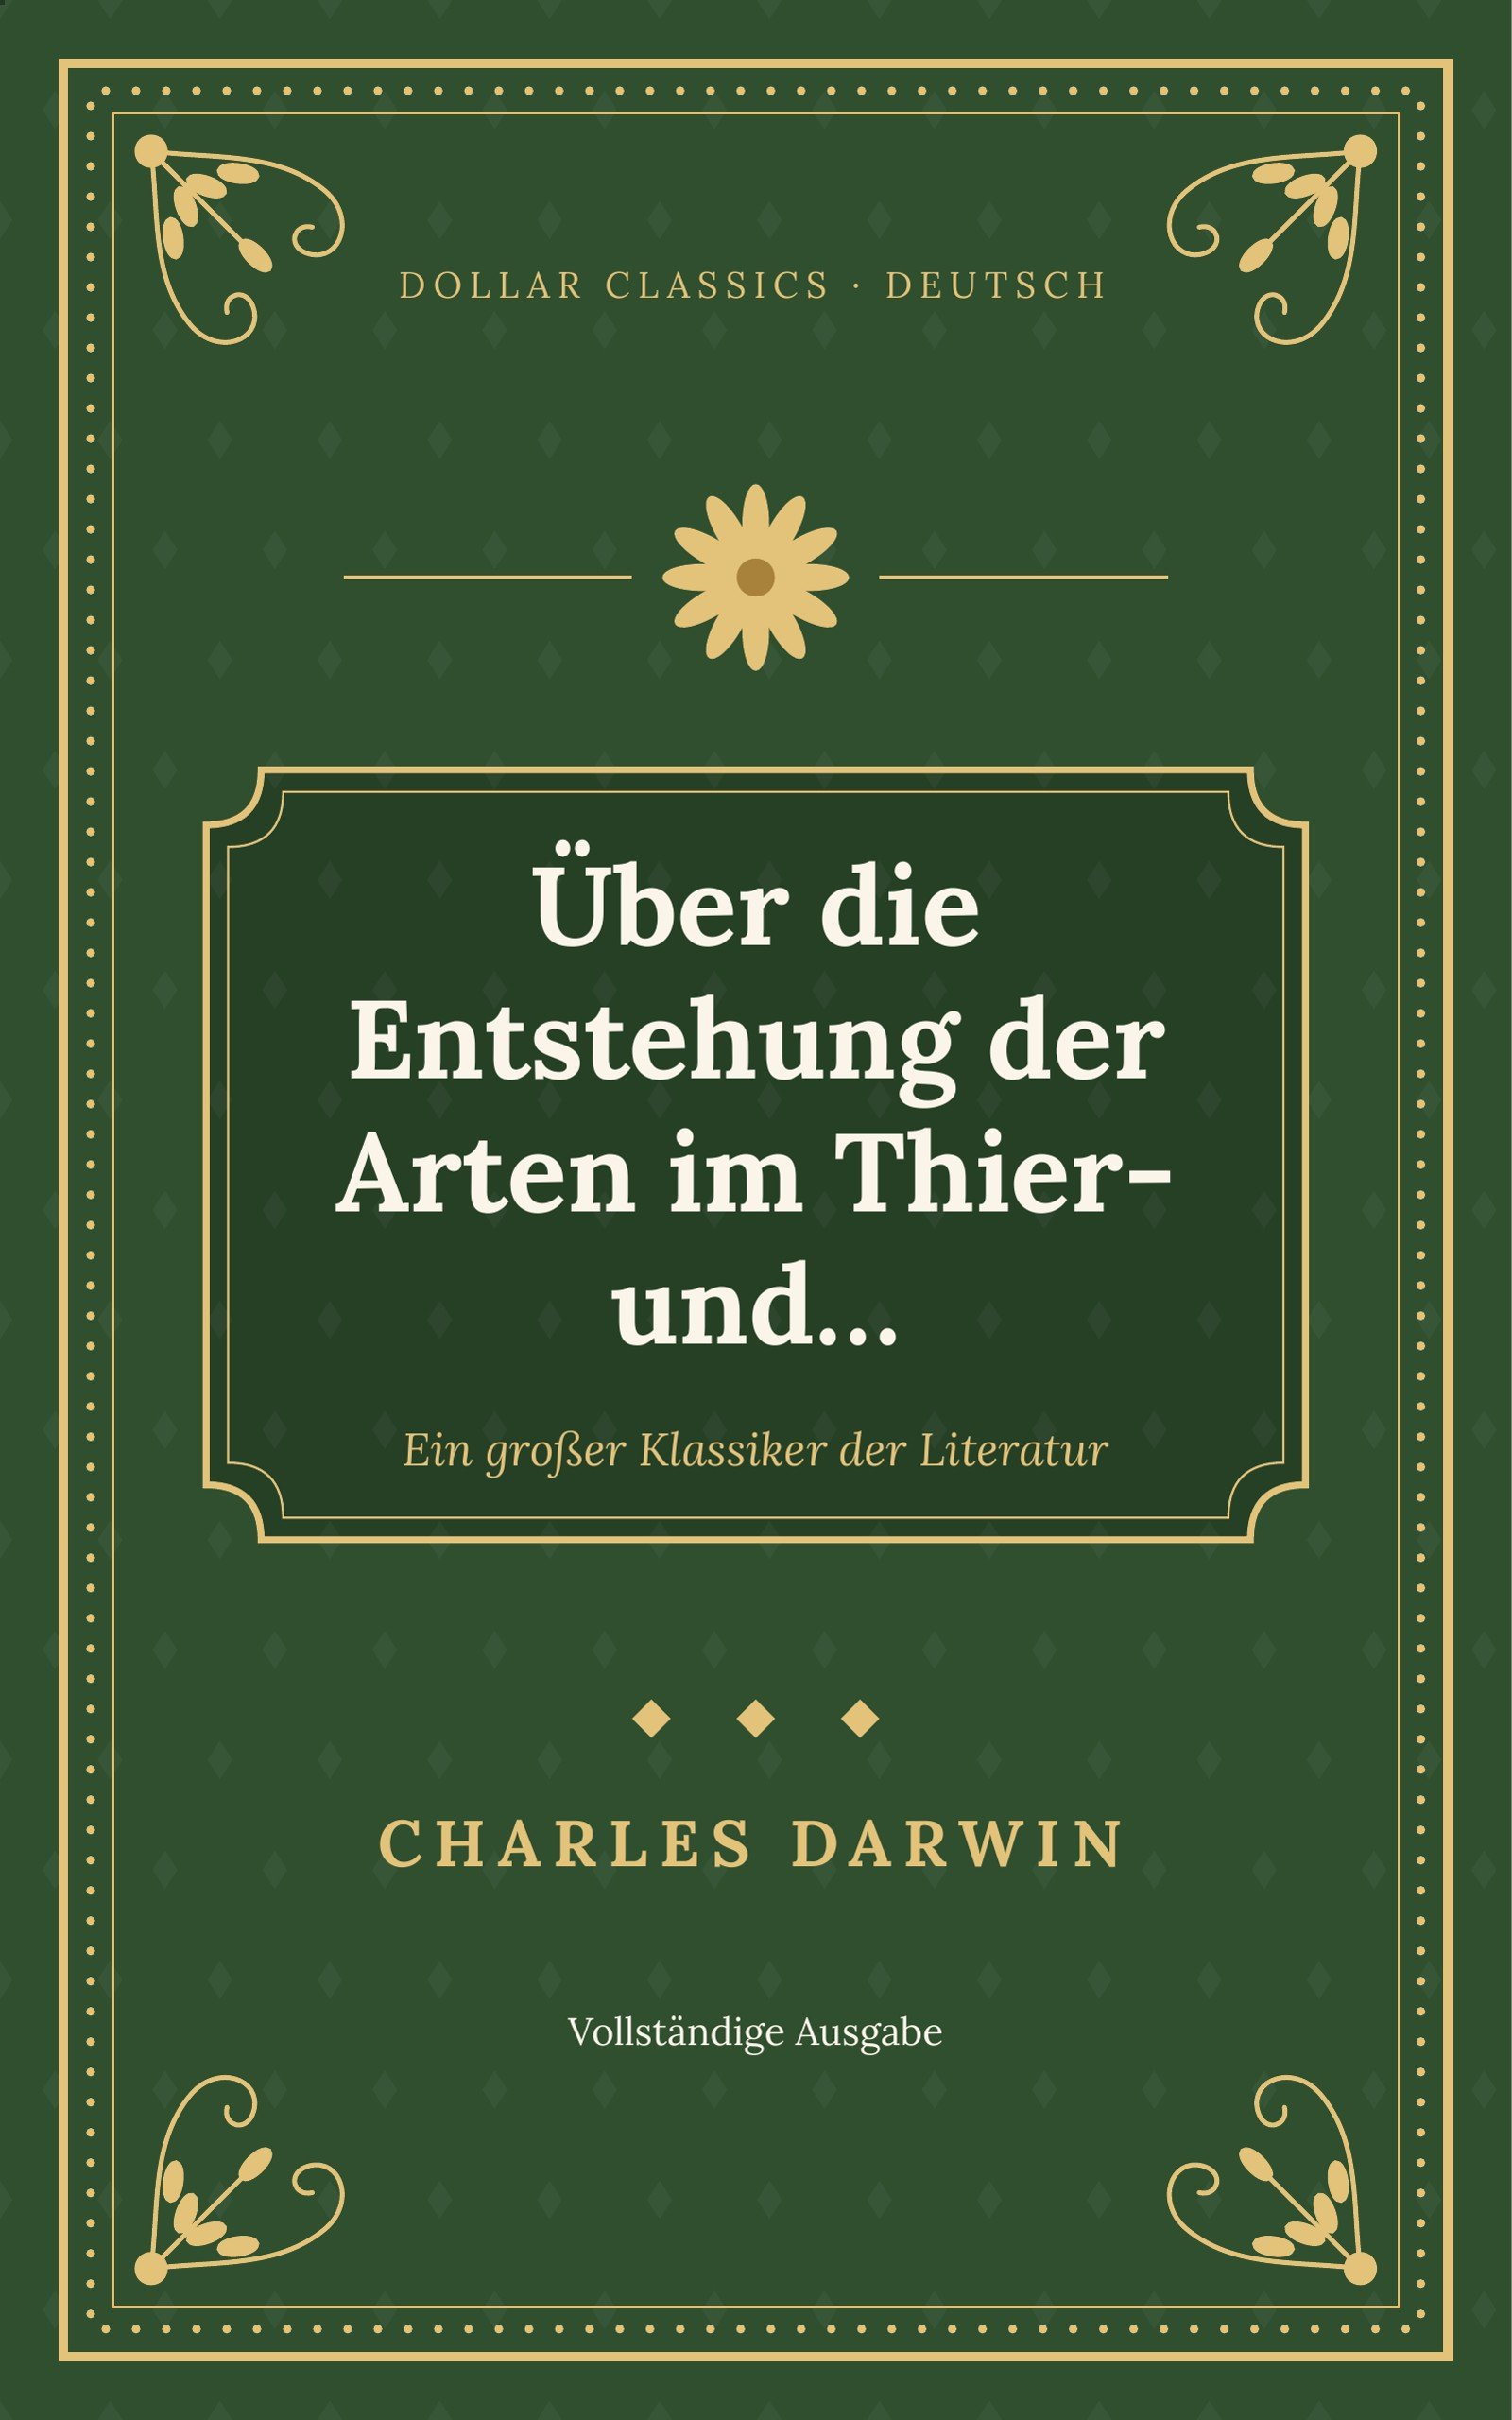 DOLLAR CLASSICS · DEUTSCH
Über die
Entstehung der
Arten im Thier-
und...
Ein großer Klassiker der Literatur
CHARLES DARWIN
Vollständige Ausgabe